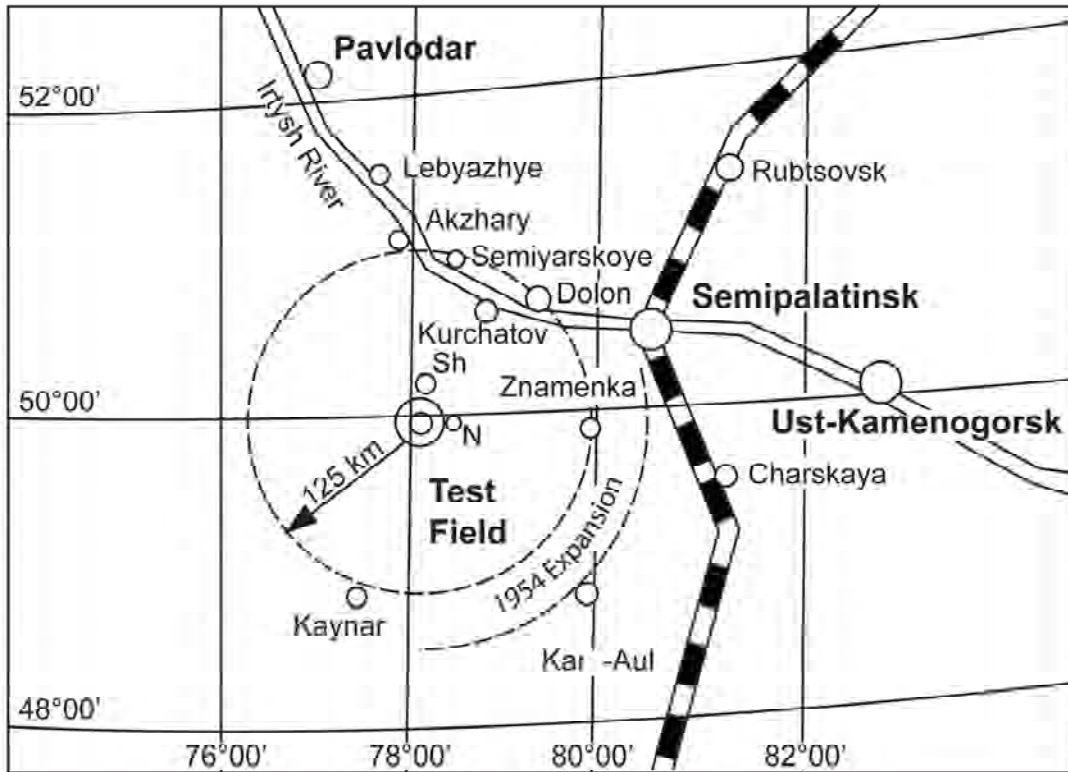 Pavlodar
52°00'
Irtysh River
Lebyazhye
Rubtsovsk
Akzhary
Semiyarskoye
Dolon
Semipalatinsk
Kurchatov
Sh
Znamenka
50°00'
N
Ust-Kamenogorsk
125 km
Test
Field
Charskaya
1954 Expansion
Kaynar
-Aul
48°00'
76°00'
78°00'
80°00'
82°00'